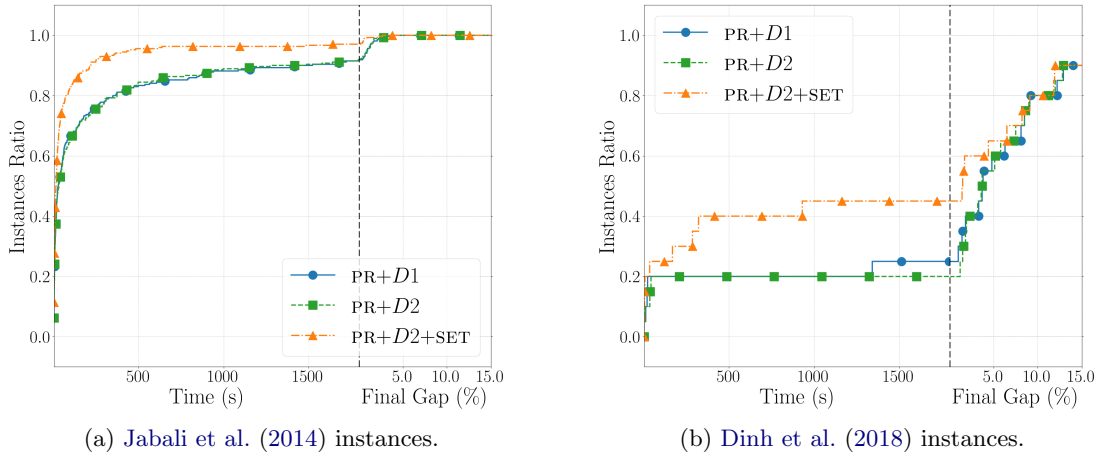 1.0
0.8
0.6
0.4
0.2
0.0
Instances Ratio
PR+D1
PR+D2
PR+D2+SET
500 1000 1500 5.0 10.0 15.0
Time (s) Final Gap (%)
(a) Jabali et al. (2014) instances.
1.0
0.8
0.6
0.4
0.2
0.0
Instances Ratio
PR+D1
PR+D2
PR+D2+SET
500 1000 1500 5.0 10.0 15.0
Time (s) Final Gap (%)
(b) Dinh et al. (2018) instances.